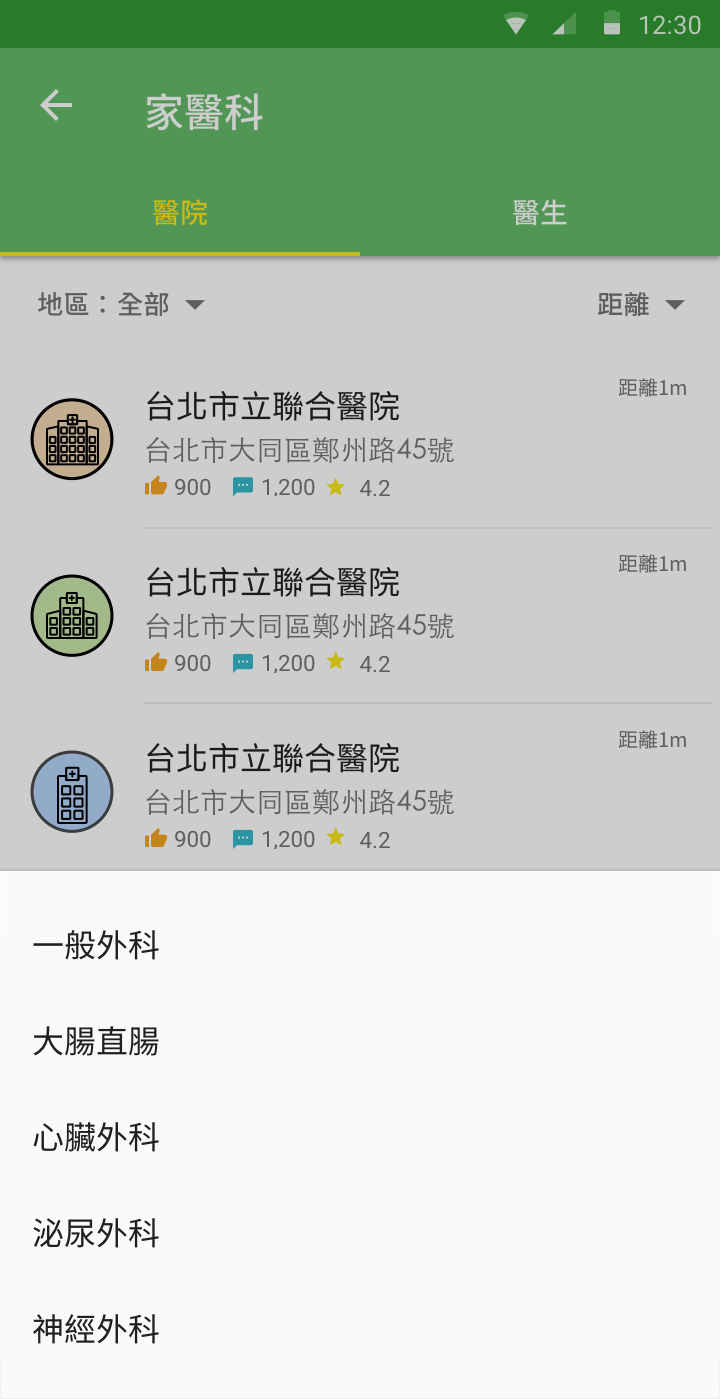 12:30
家醫科
醫院 醫生
地區：全部 距離
距離1m
台北市立聯合醫院
台北市大同區鄭州路45號
900 1,200 4.2
距離1m
台北市立聯合醫院
台北市大同區鄭州路45號
900 1,200 4.2
距離1m
台北市立聯合醫院
台北市大同區鄭州路45號
900 1,200 4.2
一般外科
大腸直腸
心臟外科
泌尿外科
神經外科